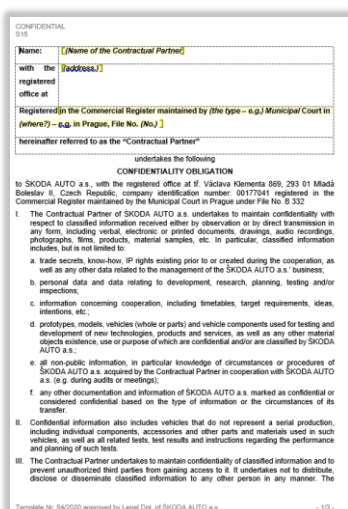 CONFIDENTIAL
S15
Name: [ (Name of the Contractual Partner]
with the [(address.) ]
registered
office at
Registered [in the Commercial Register maintained by (the type – e.g.) Municipal Court in
(where?) – e.g. in Prague, File No. (No.) ]
hereinafter referred to as the “Contractual Partner”
undertakes the following
CONFIDENTIALITY OBLIGATION
to ŠKODA AUTO a.s., with the registered office at tř. Václava Klementa 869, 293 01 Mladá
Boleslav II, Czech Republic, company identification number: 00177041 registered in the
Commercial Register maintained by the Municipal Court in Prague under File No. B 332
I. The Contractual Partner of ŠKODA AUTO a.s. undertakes to maintain confidentiality with
respect to classified information received either by observation or by direct transmission in
any form, including verbal, electronic or printed documents, drawings, audio recordings,
photographs, films, products, material samples, etc. In particular, classified information
includes, but is not limited to:
a. trade secrets, know-how, IP rights existing prior to or created during the cooperation, as
well as any other data related to the management of the ŠKODA AUTO a.s.’ business;
b. personal data and data relating to development, research, planning, testing and/or
inspections;
c. information concerning cooperation, including timetables, target requirements, ideas,
intentions, etc.;
d. prototypes, models, vehicles (whole or parts) and vehicle components used for testing and
development of new technologies, products and services, as well as any other material
objects existence, use or purpose of which are confidential and/or are classified by ŠKODA
AUTO a.s.;
e. all non-public information, in particular knowledge of circumstances or procedures of
ŠKODA AUTO a.s. acquired by the Contractual Partner in cooperation with ŠKODA AUTO
a.s. (e.g. during audits or meetings);
f. any other documentation and information of ŠKODA AUTO a.s. marked as confidential or
considered confidential based on the type of information or the circumstances of its
transfer.
II. Confidential information also includes vehicles that do not represent a serial production,
including individual components, accessories and other parts and materials used in such
vehicles, as well as all related tests, test results and instructions regarding the performance
and planning of such tests.
III. The Contractual Partner undertakes to maintain confidentiality of classified information and to
prevent unauthorized third parties from gaining access to it. It undertakes not to distribute,
disclose or disseminate classified information to any other person in any manner. The
Template Nr. 54/2020 approved by Legal Dpt. of ŠKODA AUTO a.s. - 1/3 -